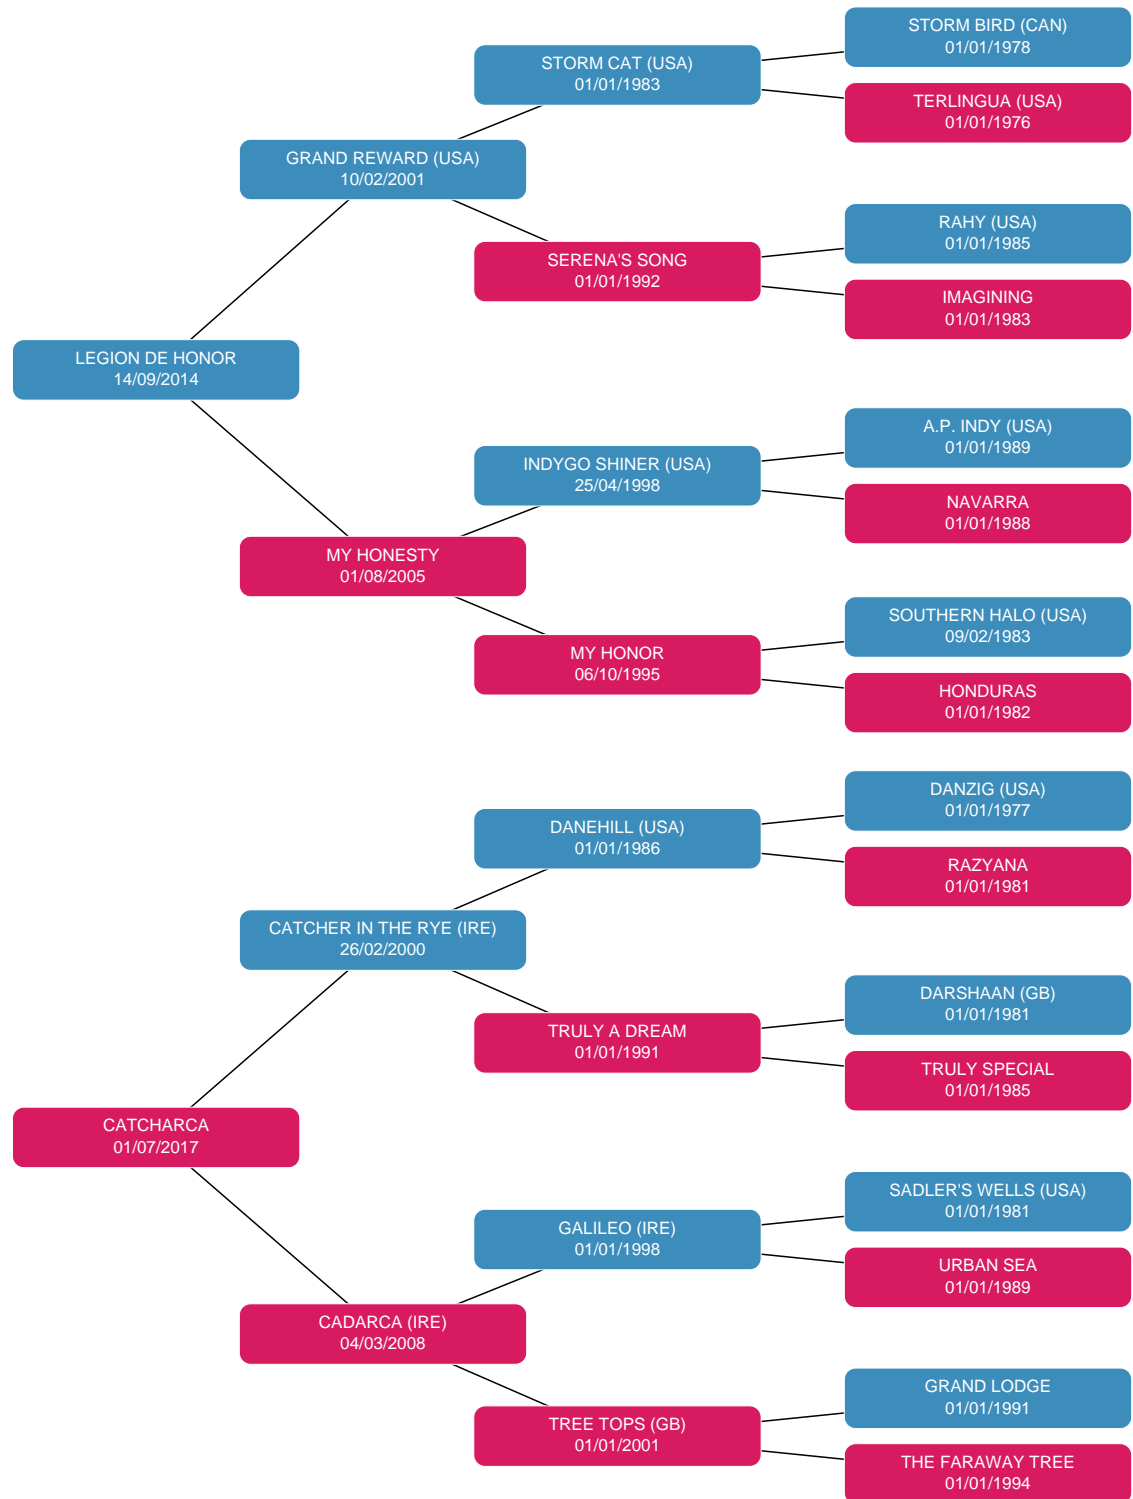 STORM BIRD (CAN)
01/01/1978
STORM CAT (USA)
01/01/1983
TERLINGUA (USA)
01/01/1976
GRAND REWARD (USA)
10/02/2001
RAHY (USA)
01/01/1985
SERENA'S SONG
01/01/1992
IMAGINING
01/01/1983
LEGION DE HONOR
14/09/2014
A.P. INDY (USA)
01/01/1989
INDYGO SHINER (USA)
25/04/1998
NAVARRA
01/01/1988
MY HONESTY
01/08/2005
SOUTHERN HALO (USA)
09/02/1983
MY HONOR
06/10/1995
HONDURAS
01/01/1982
DANZIG (USA)
01/01/1977
DANEHILL (USA)
01/01/1986
RAZYANA
01/01/1981
CATCHER IN THE RYE (IRE)
26/02/2000
DARSHAAN (GB)
01/01/1981
TRULY A DREAM
01/01/1991
TRULY SPECIAL
01/01/1985
CATCHARCA
01/07/2017
SADLER'S WELLS (USA)
01/01/1981
GALILEO (IRE)
01/01/1998
URBAN SEA
01/01/1989
CADARCA (IRE)
04/03/2008
GRAND LODGE
01/01/1991
TREE TOPS (GB)
01/01/2001
THE FARAWAY TREE
01/01/1994